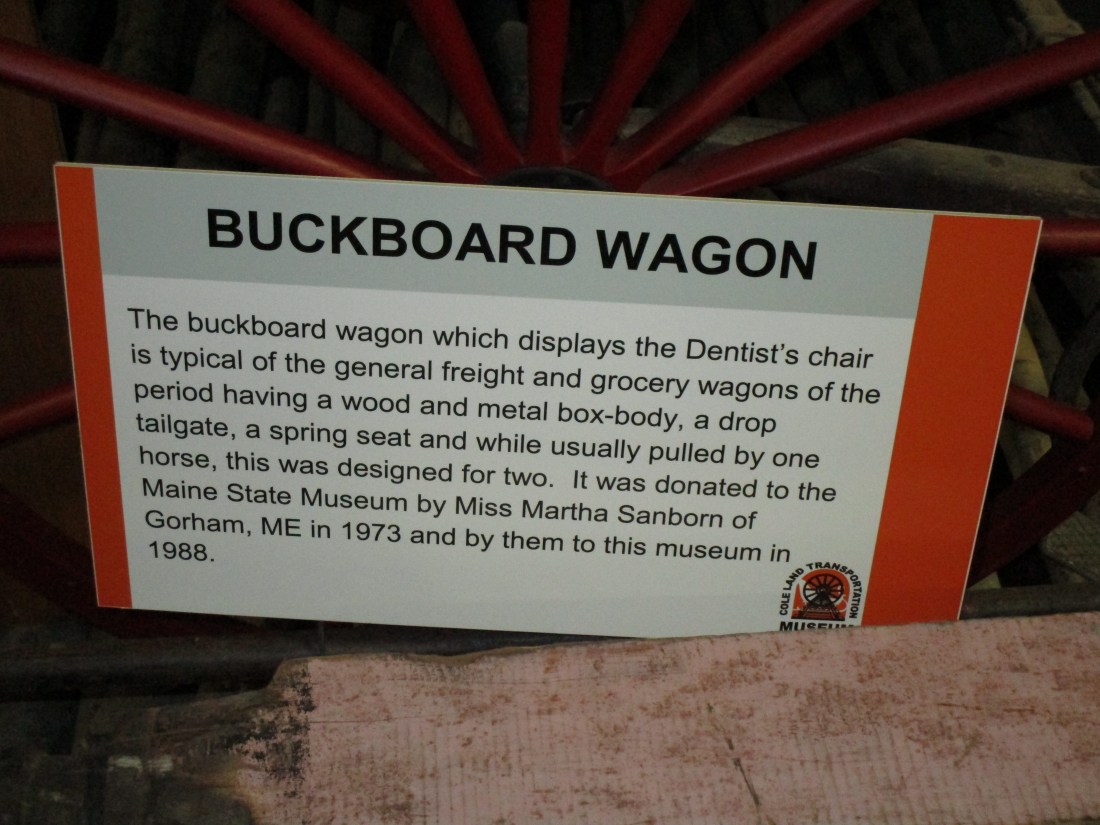 BUCKBOARD WAGON
The buckboard wagon which displays the Dentist's chair
is typical of the general freight and grocery wagons of the
period having a wood and metal box-body, a drop
tailgate, a spring seat and while usually pulled by one
horse, this was designed for two.  It was donated to the
Maine State Museum by Miss Martha Sanborn of
Gorham, ME in 1973 and by them to this museum in
1988.
COLE LAND TRANSPORTATION
MUSEUM